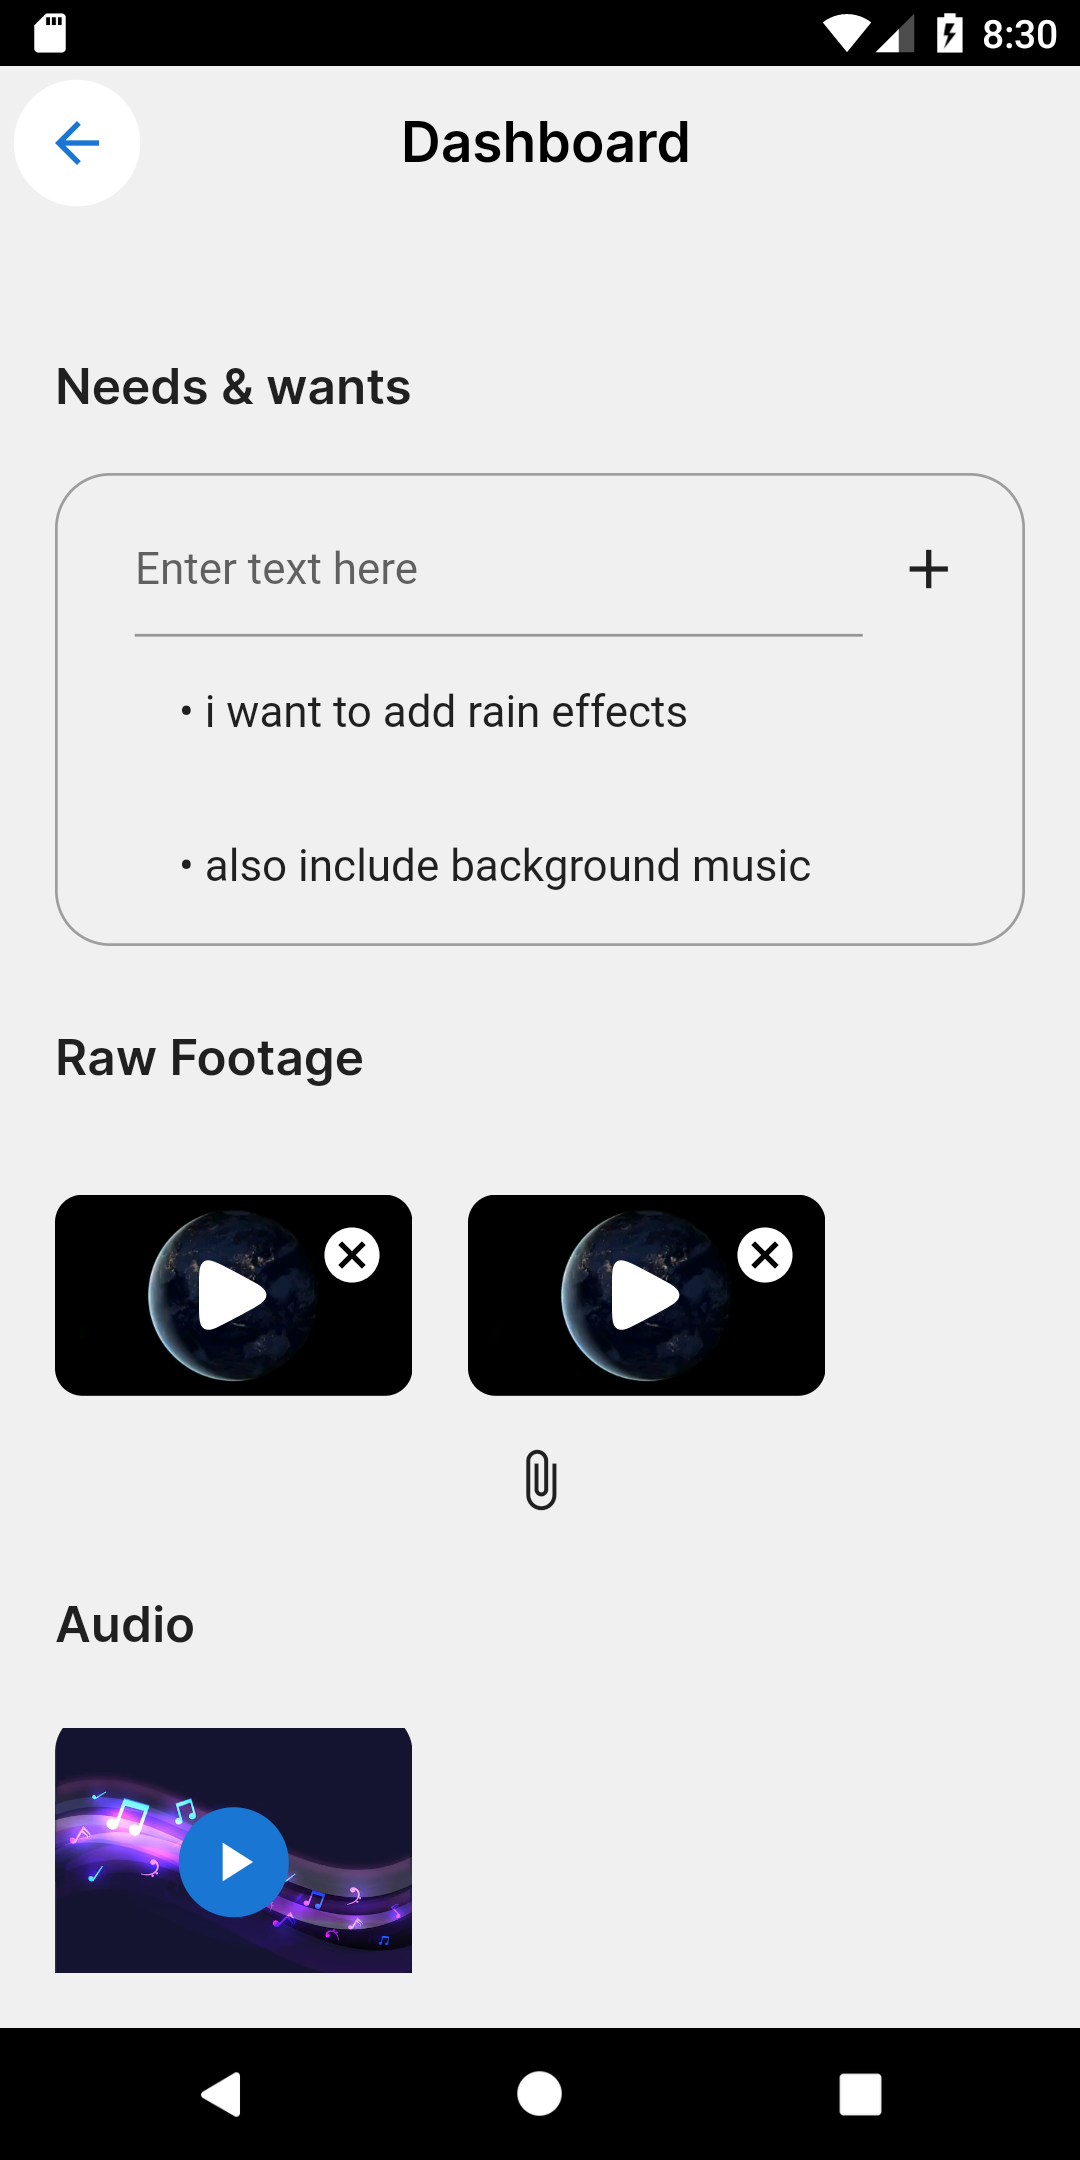 8:30
Dashboard
Needs & wants
Enter text here
• i want to add rain effects
• also include background music
Raw Footage
Audio